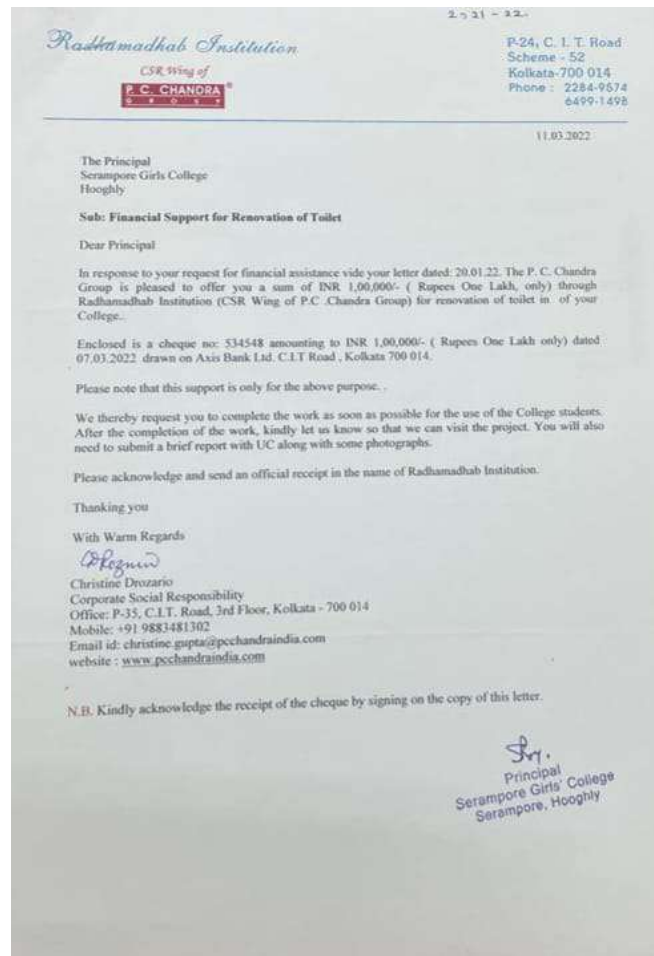 2021-22.
Radhamadhab Institution
CSR Wing of
P. C. CHANDRA
G R O U P
P-24, C. I. T. Road
Scheme - 52
Kolkata-700 014
Phone : 2284-9574
6499-1498
11.03.2022
The Principal
Serampore Girls College
Hooghly
Sub: Financial Support for Renovation of Toilet
Dear Principal
In response to your request for financial assistance vide your letter dated: 20.01.22. The P. C. Chandra
Group is pleased to offer you a sum of INR 1,00,000/- ( Rupees One Lakh, only) through
Radhamadhab Institution (CSR Wing of P.C .Chandra Group) for renovation of toilet in of your
College..
Enclosed is a cheque no: 534548 amounting to INR 1,00,000/- ( Rupees One Lakh only) dated
07.03.2022 drawn on Axis Bank Ltd. C.I.T Road , Kolkata 700 014.
Please note that this support is only for the above purpose. .
We thereby request you to complete the work as soon as possible for the use of the College students.
After the completion of the work, kindly let us know so that we can visit the project. You will also
need to submit a brief report with UC along with some photographs.
Please acknowledge and send an official receipt in the name of Radhamadhab Institution.
Thanking you
With Warm Regards
Christine Drozario
Corporate Social Responsibility
Office: P-35, C.I.T. Road, 3rd Floor, Kolkata - 700 014
Mobile: +91 9883481302
Email id: christine.gupta@pcchandraindia.com
website : www.pcchandraindia.com
N.B. Kindly acknowledge the receipt of the cheque by signing on the copy of this letter.
Principal
Serampore Girls' College
Serampore, Hooghly